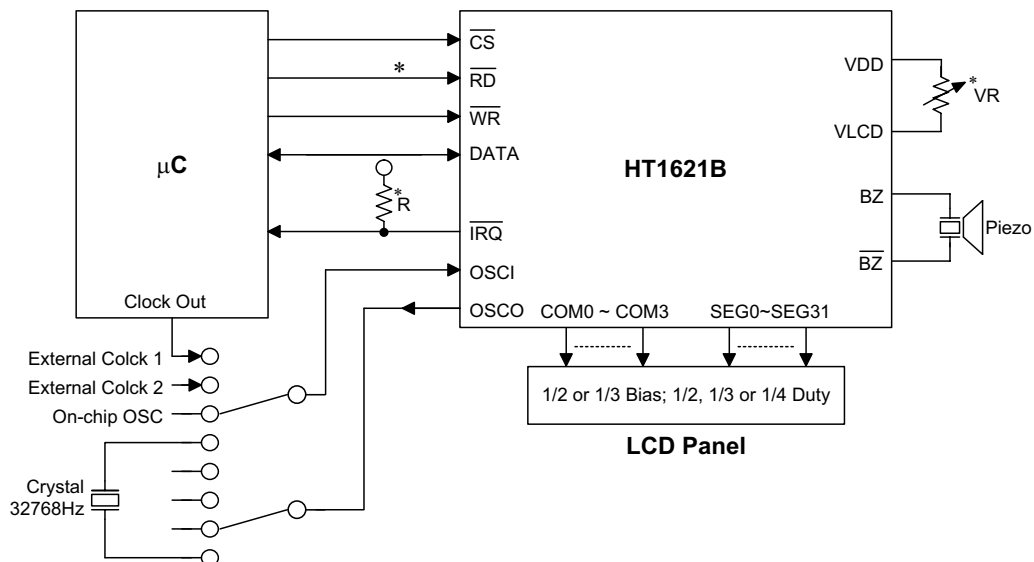 μC
Clock Out
HT1621B
CS
RD
WR
DATA
IRQ
OSCI
OSCO
*
*
R
VDD
VLCD
*
VR
BZ
BZ
Piezo
COM0 ~ COM3
SEG0~SEG31
1/2 or 1/3 Bias; 1/2, 1/3 or 1/4 Duty
LCD Panel
External Colck 1
External Colck 2
On-chip OSC
Crystal
32768Hz